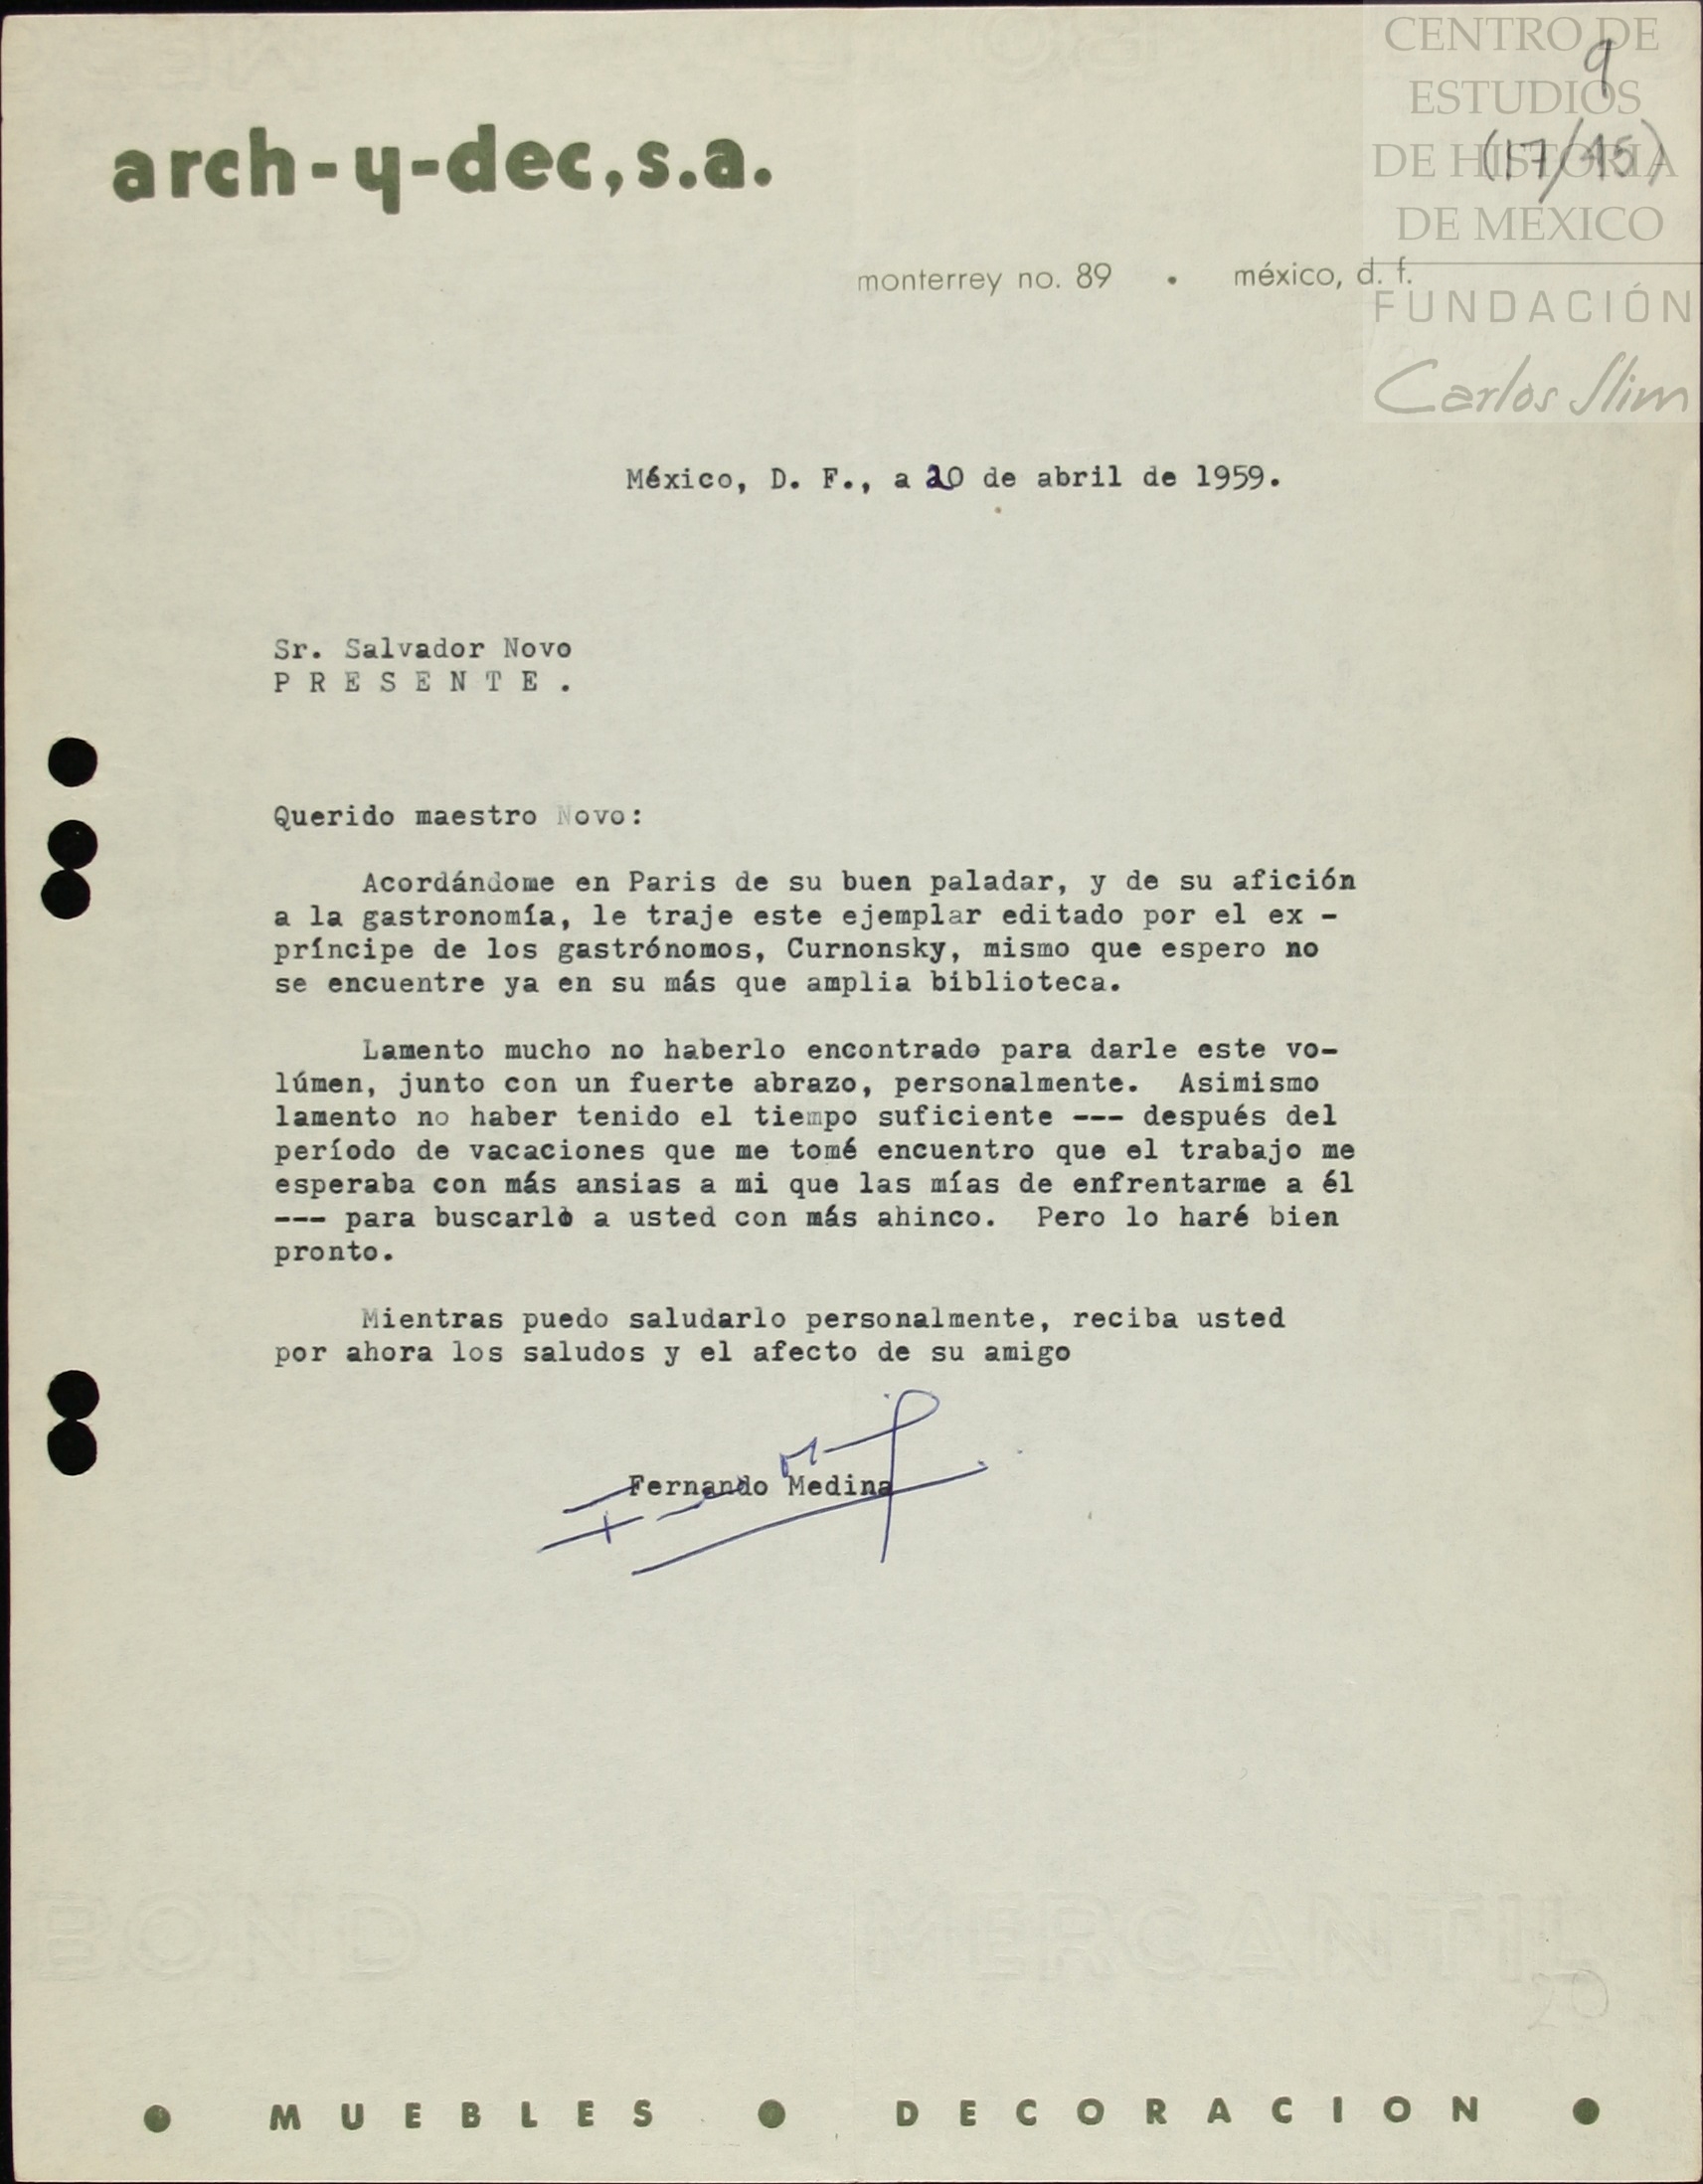 CENTRO DE
ESTUDIOS
DE HISTORIA
DE MEXICO
FUNDACIÓN
Carlos Slim
9
(17/15)
arch-y-dec, s.a.
monterrey no. 89 • méxico, d. f.
México, D. F., a 20 de abril de 1959.
Sr. Salvador Novo
P R E S E N T E .
Querido maestro Novo:
Acordándome en Paris de su buen paladar, y de su afición
a la gastronomía, le traje este ejemplar editado por el ex -
príncipe de los gastrónomos, Curnonsky, mismo que espero no
se encuentre ya en su más que amplia biblioteca.
Lamento mucho no haberlo encontrado para darle este vo-
lúmen, junto con un fuerte abrazo, personalmente. Asimismo
lamento no haber tenido el tiempo suficiente --- después del
período de vacaciones que me tomé encuentro que el trabajo me
esperaba con más ansias a mi que las mías de enfrentarme a él
--- para buscarlo a usted con más ahinco. Pero lo haré bien
pronto.
Mientras puedo saludarlo personalmente, reciba usted
por ahora los saludos y el afecto de su amigo
Fernando Medina
BOND MERCANTIL
20
• M U E B L E S • D E C O R A C I O N •